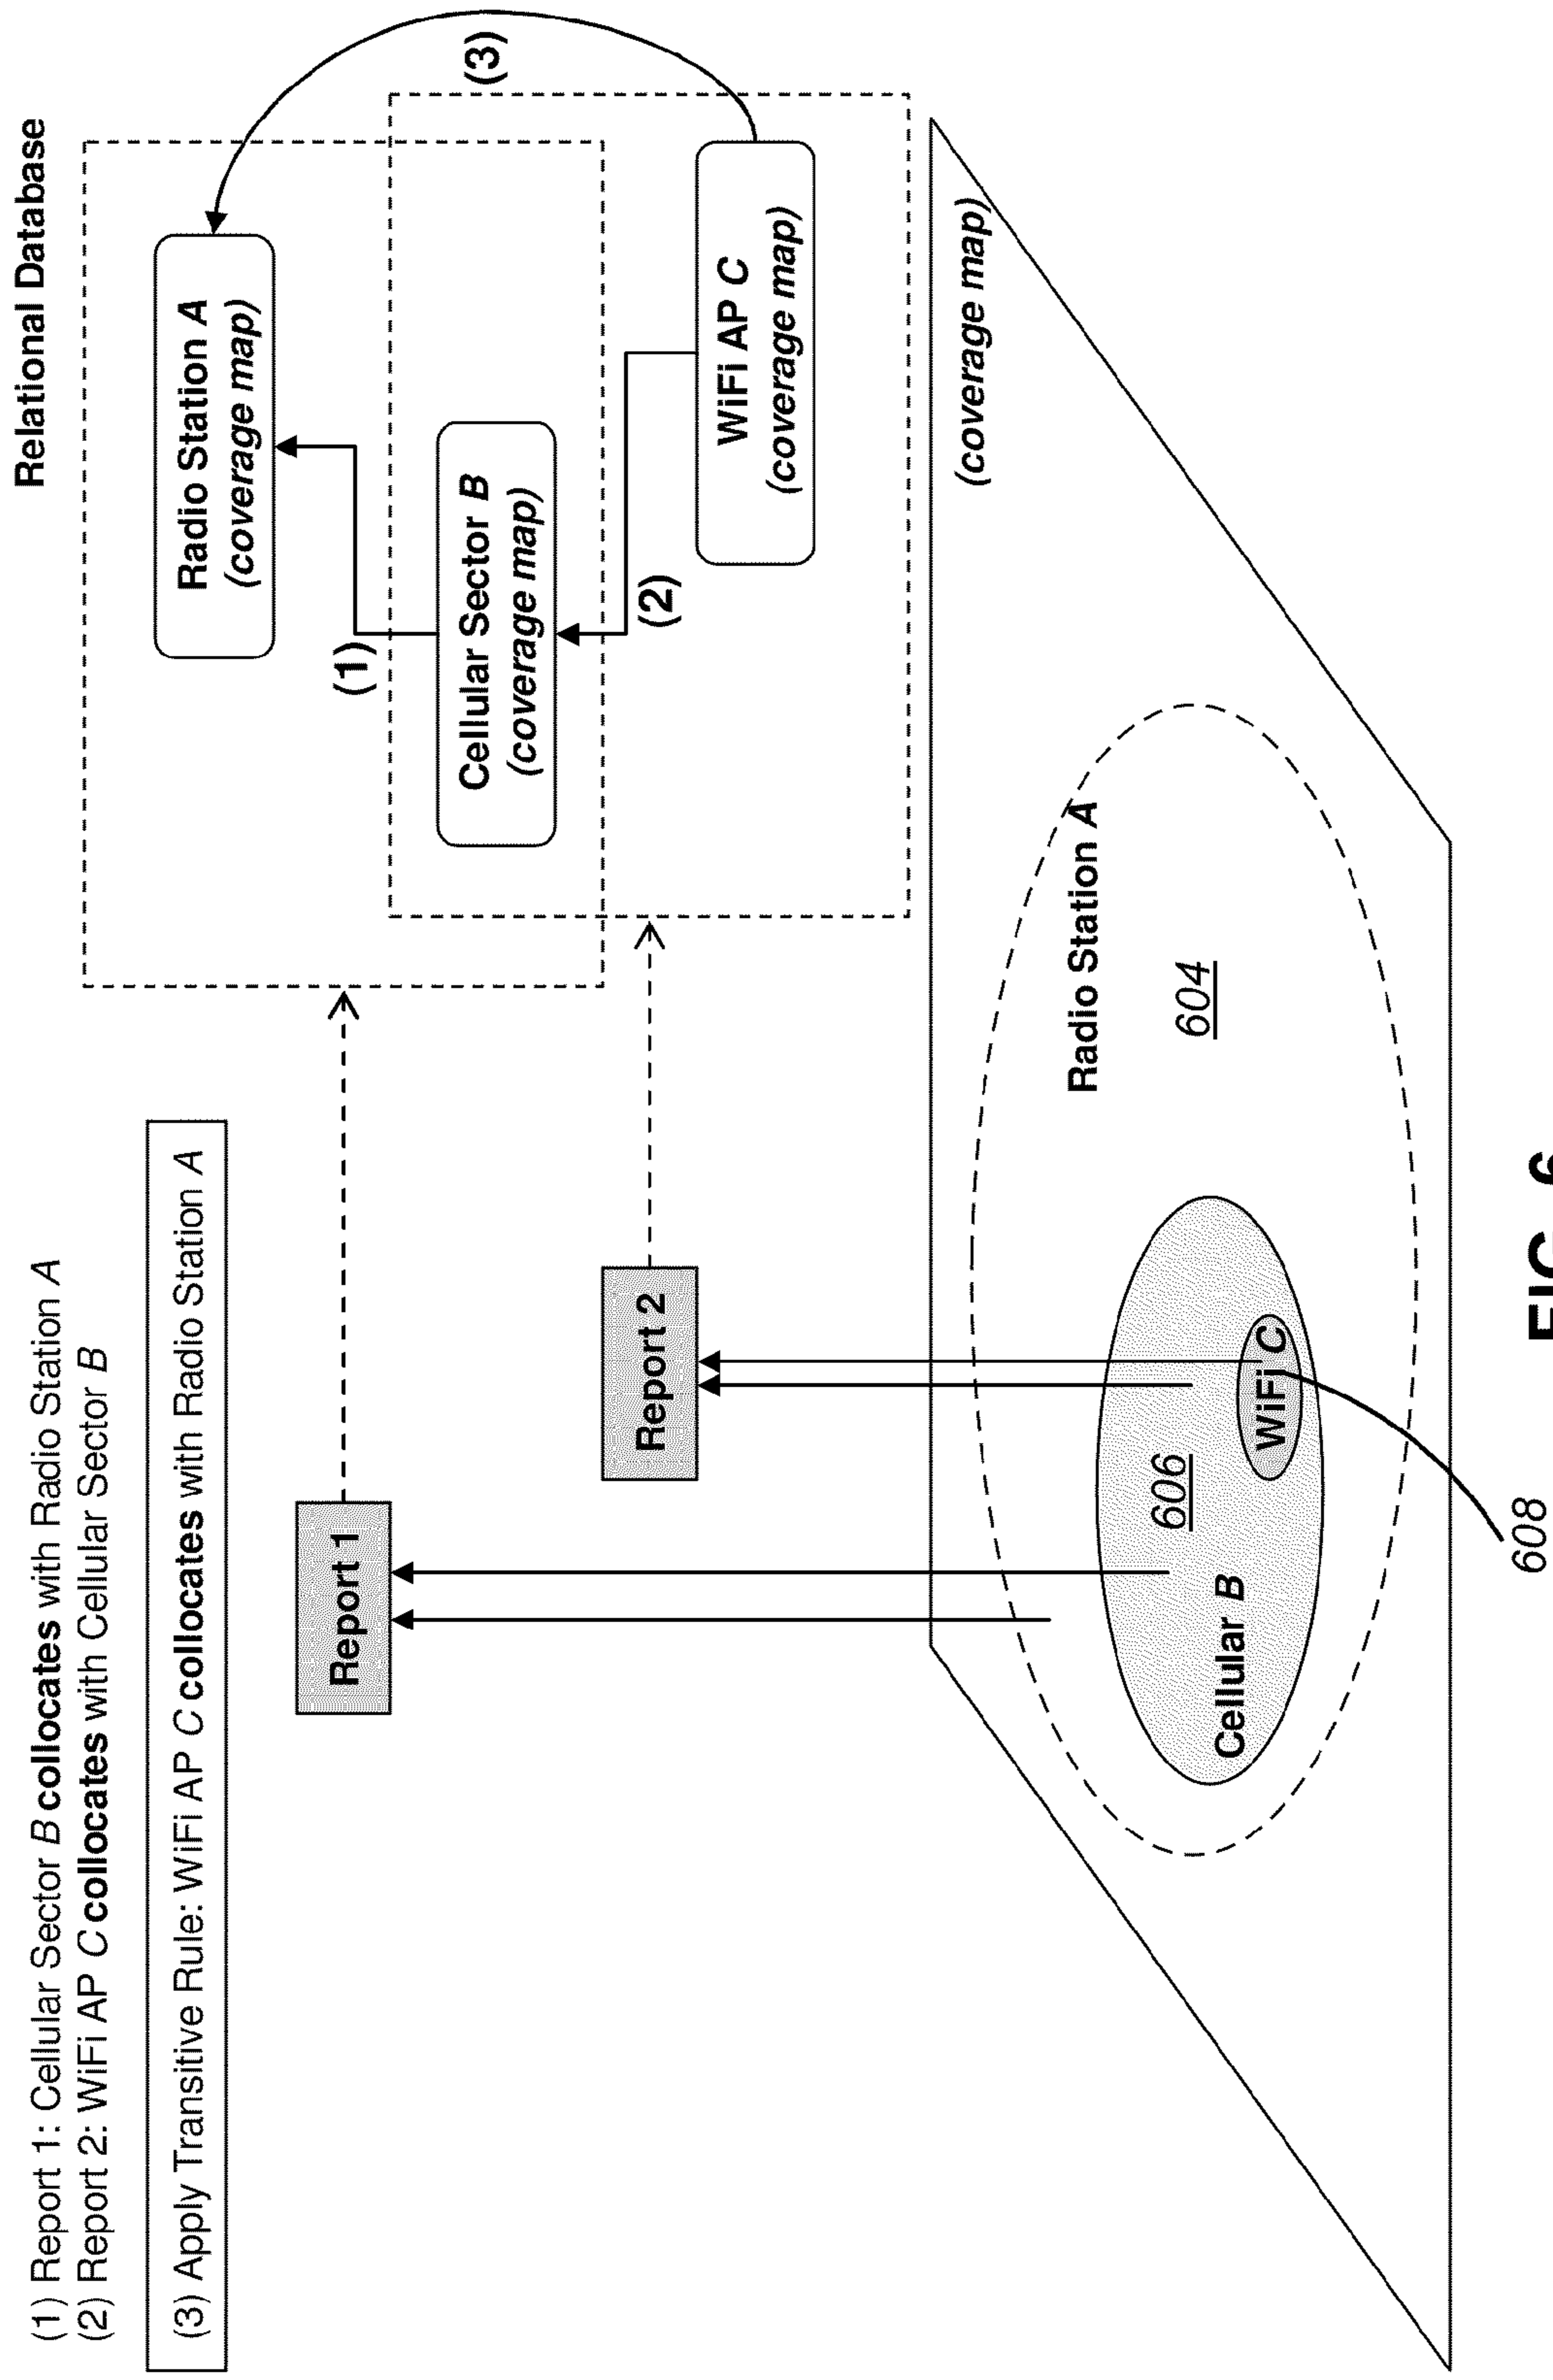 (1) Report 1: Cellular Sector B collocates with Radio Station A
(2) Report 2: WiFi AP C collocates with Cellular Sector B
(3) Apply Transitive Rule: WiFi AP C collocates with Radio Station A
Relational Database
Radio Station A
(coverage map)
(1)
(3)
Cellular Sector B
(coverage map)
(2)
WiFi AP C
(coverage map)
Report 1
Report 2
(coverage map)
Radio Station A
604
606
Cellular B
WiFi C
608
FIG. 6